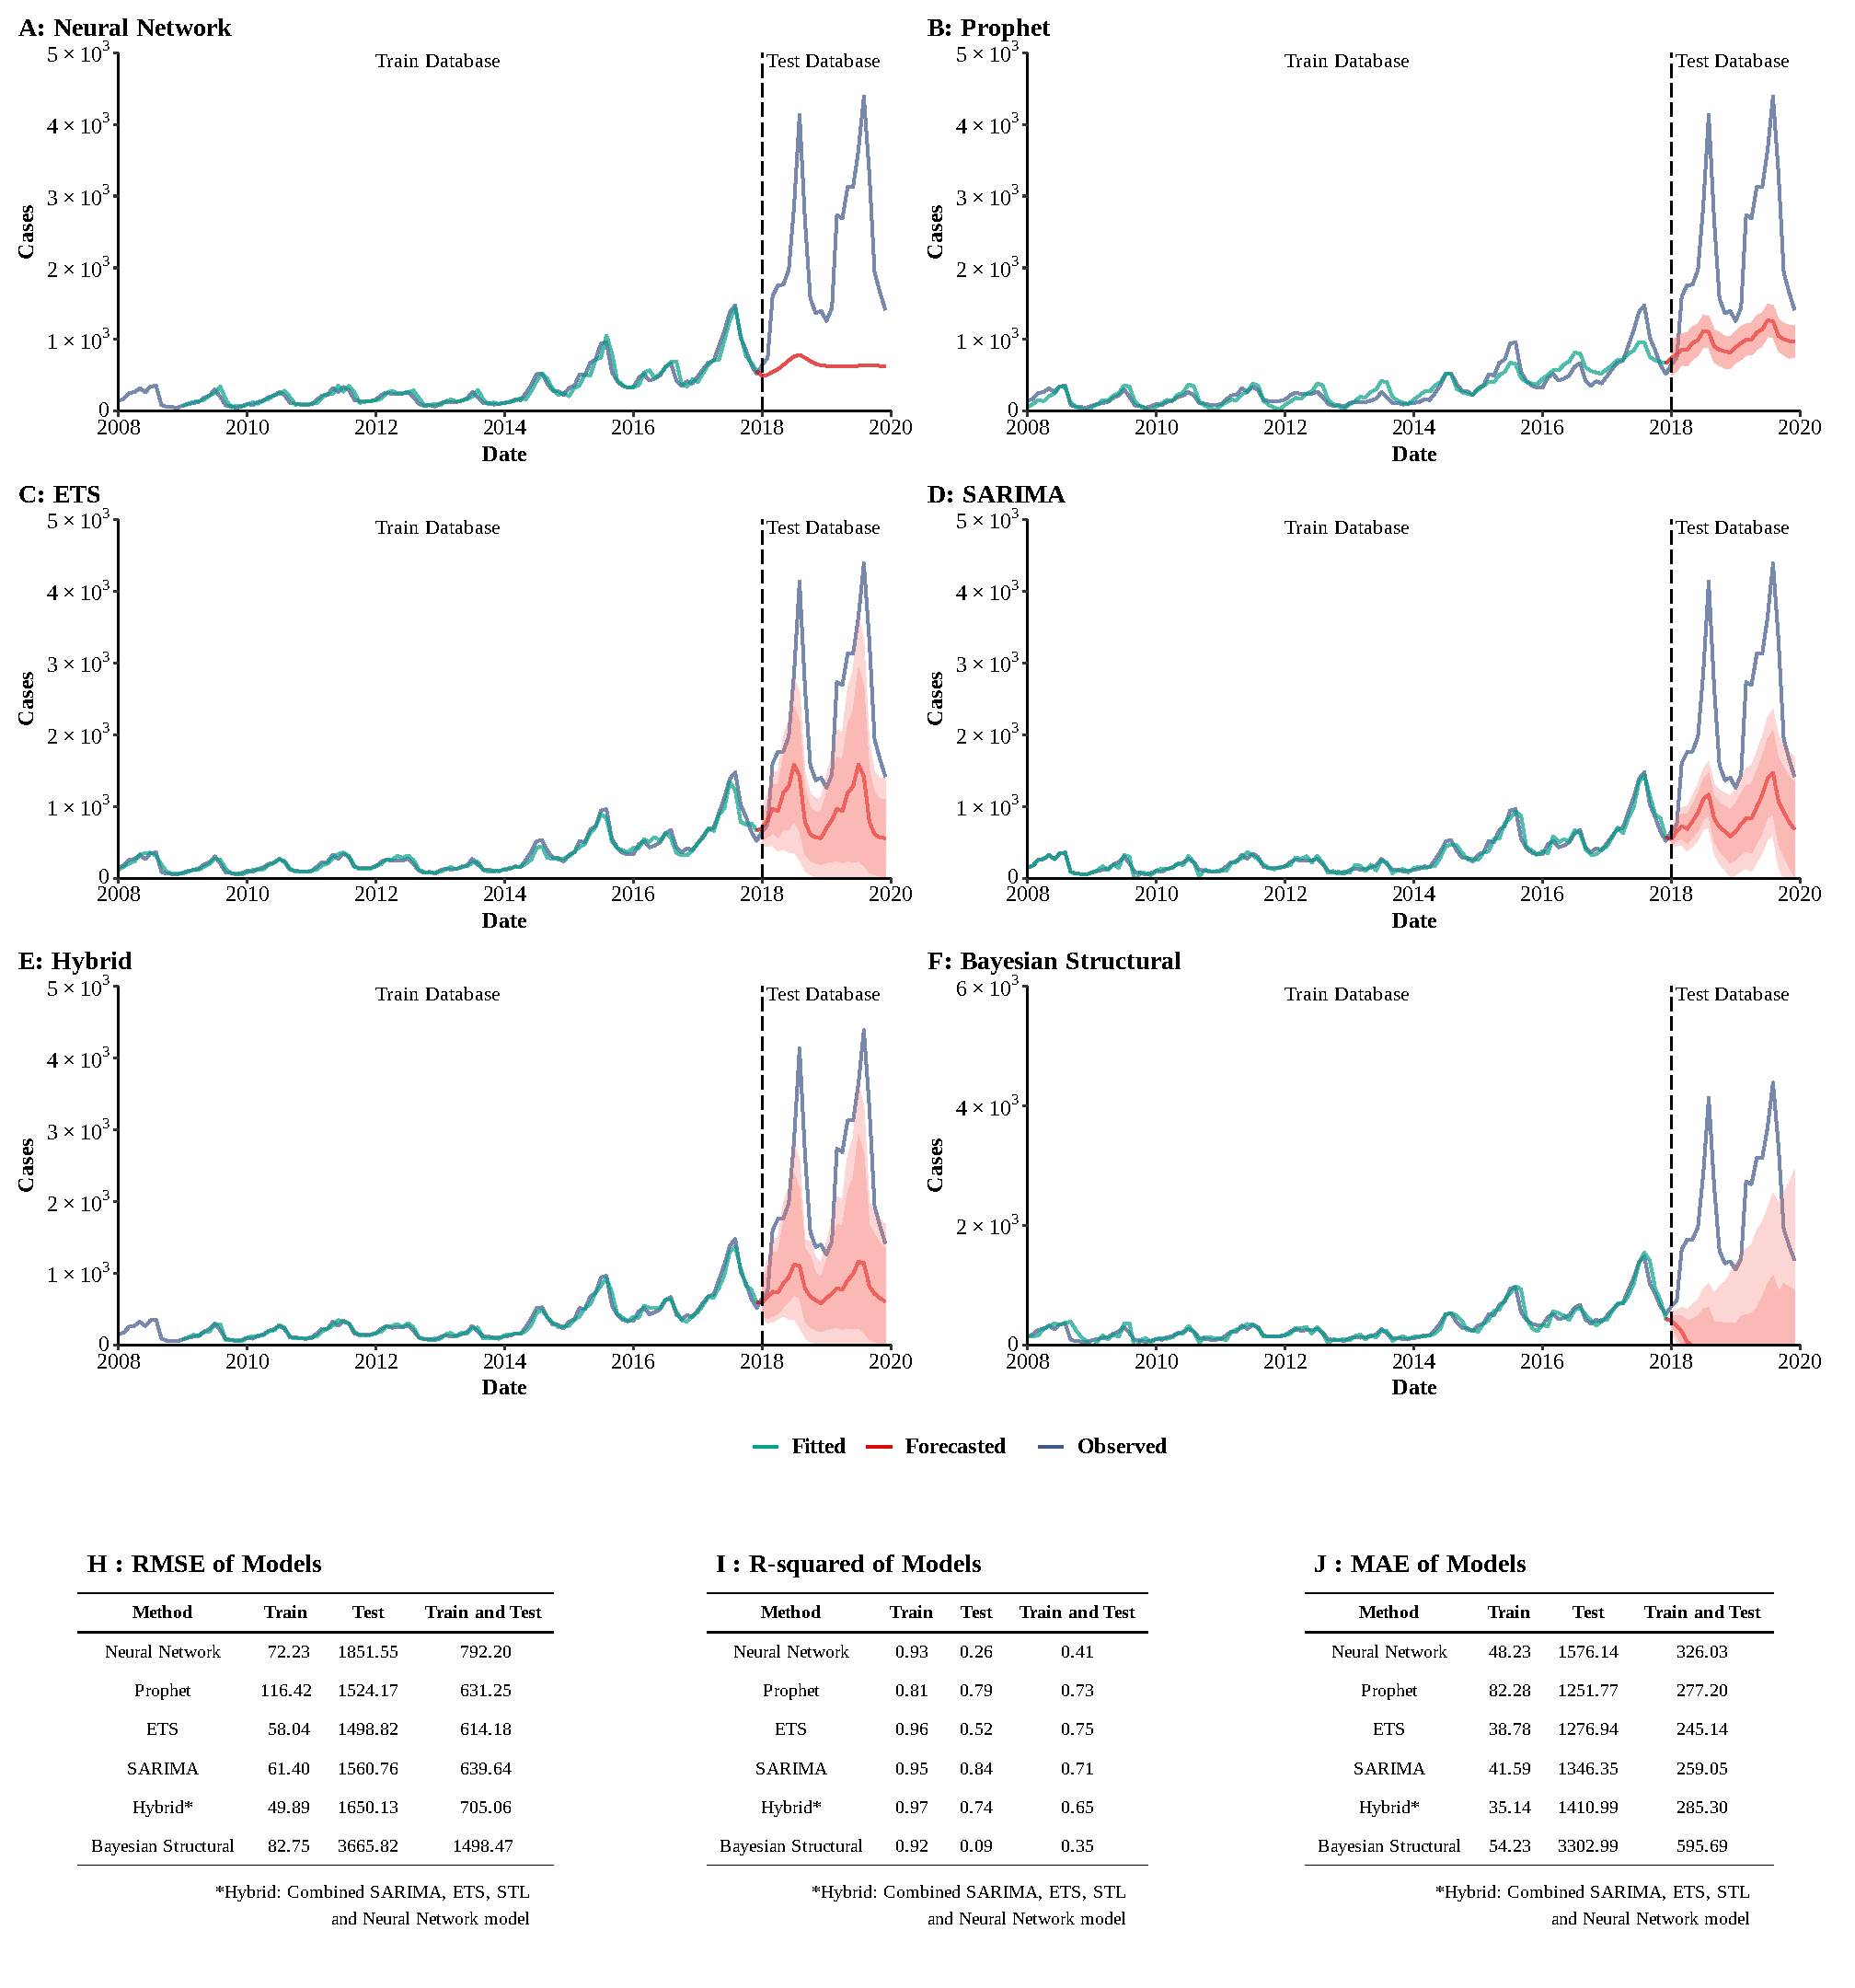 A: Neural Network
5 × 10³
4 × 10³
3 × 10³
2 × 10³
1 × 10³
0
Cases
Train Database
Test Database
2008 2010 2012 2014 2016 2018 2020
Date
B: Prophet
5 × 10³
4 × 10³
3 × 10³
2 × 10³
1 × 10³
0
Cases
Train Database
Test Database
2008 2010 2012 2014 2016 2018 2020
Date
C: ETS
5 × 10³
4 × 10³
3 × 10³
2 × 10³
1 × 10³
0
Cases
Train Database
Test Database
2008 2010 2012 2014 2016 2018 2020
Date
D: SARIMA
5 × 10³
4 × 10³
3 × 10³
2 × 10³
1 × 10³
0
Cases
Train Database
Test Database
2008 2010 2012 2014 2016 2018 2020
Date
E: Hybrid
5 × 10³
4 × 10³
3 × 10³
2 × 10³
1 × 10³
0
Cases
Train Database
Test Database
2008 2010 2012 2014 2016 2018 2020
Date
F: Bayesian Structural
6 × 10³
4 × 10³
2 × 10³
0
Cases
Train Database
Test Database
2008 2010 2012 2014 2016 2018 2020
Date
Fitted Forecasted Observed
H : RMSE of Models
Method Train Test Train and Test
Neural Network 72.23 1851.55 792.20
Prophet 116.42 1524.17 631.25
ETS 58.04 1498.82 614.18
SARIMA 61.40 1560.76 639.64
Hybrid* 49.89 1650.13 705.06
Bayesian Structural 82.75 3665.82 1498.47
*Hybrid: Combined SARIMA, ETS, STL
and Neural Network model
I : R-squared of Models
Method Train Test Train and Test
Neural Network 0.93 0.26 0.41
Prophet 0.81 0.79 0.73
ETS 0.96 0.52 0.75
SARIMA 0.95 0.84 0.71
Hybrid* 0.97 0.74 0.65
Bayesian Structural 0.92 0.09 0.35
*Hybrid: Combined SARIMA, ETS, STL
and Neural Network model
J : MAE of Models
Method Train Test Train and Test
Neural Network 48.23 1576.14 326.03
Prophet 82.28 1251.77 277.20
ETS 38.78 1276.94 245.14
SARIMA 41.59 1346.35 259.05
Hybrid* 35.14 1410.99 285.30
Bayesian Structural 54.23 3302.99 595.69
*Hybrid: Combined SARIMA, ETS, STL
and Neural Network model